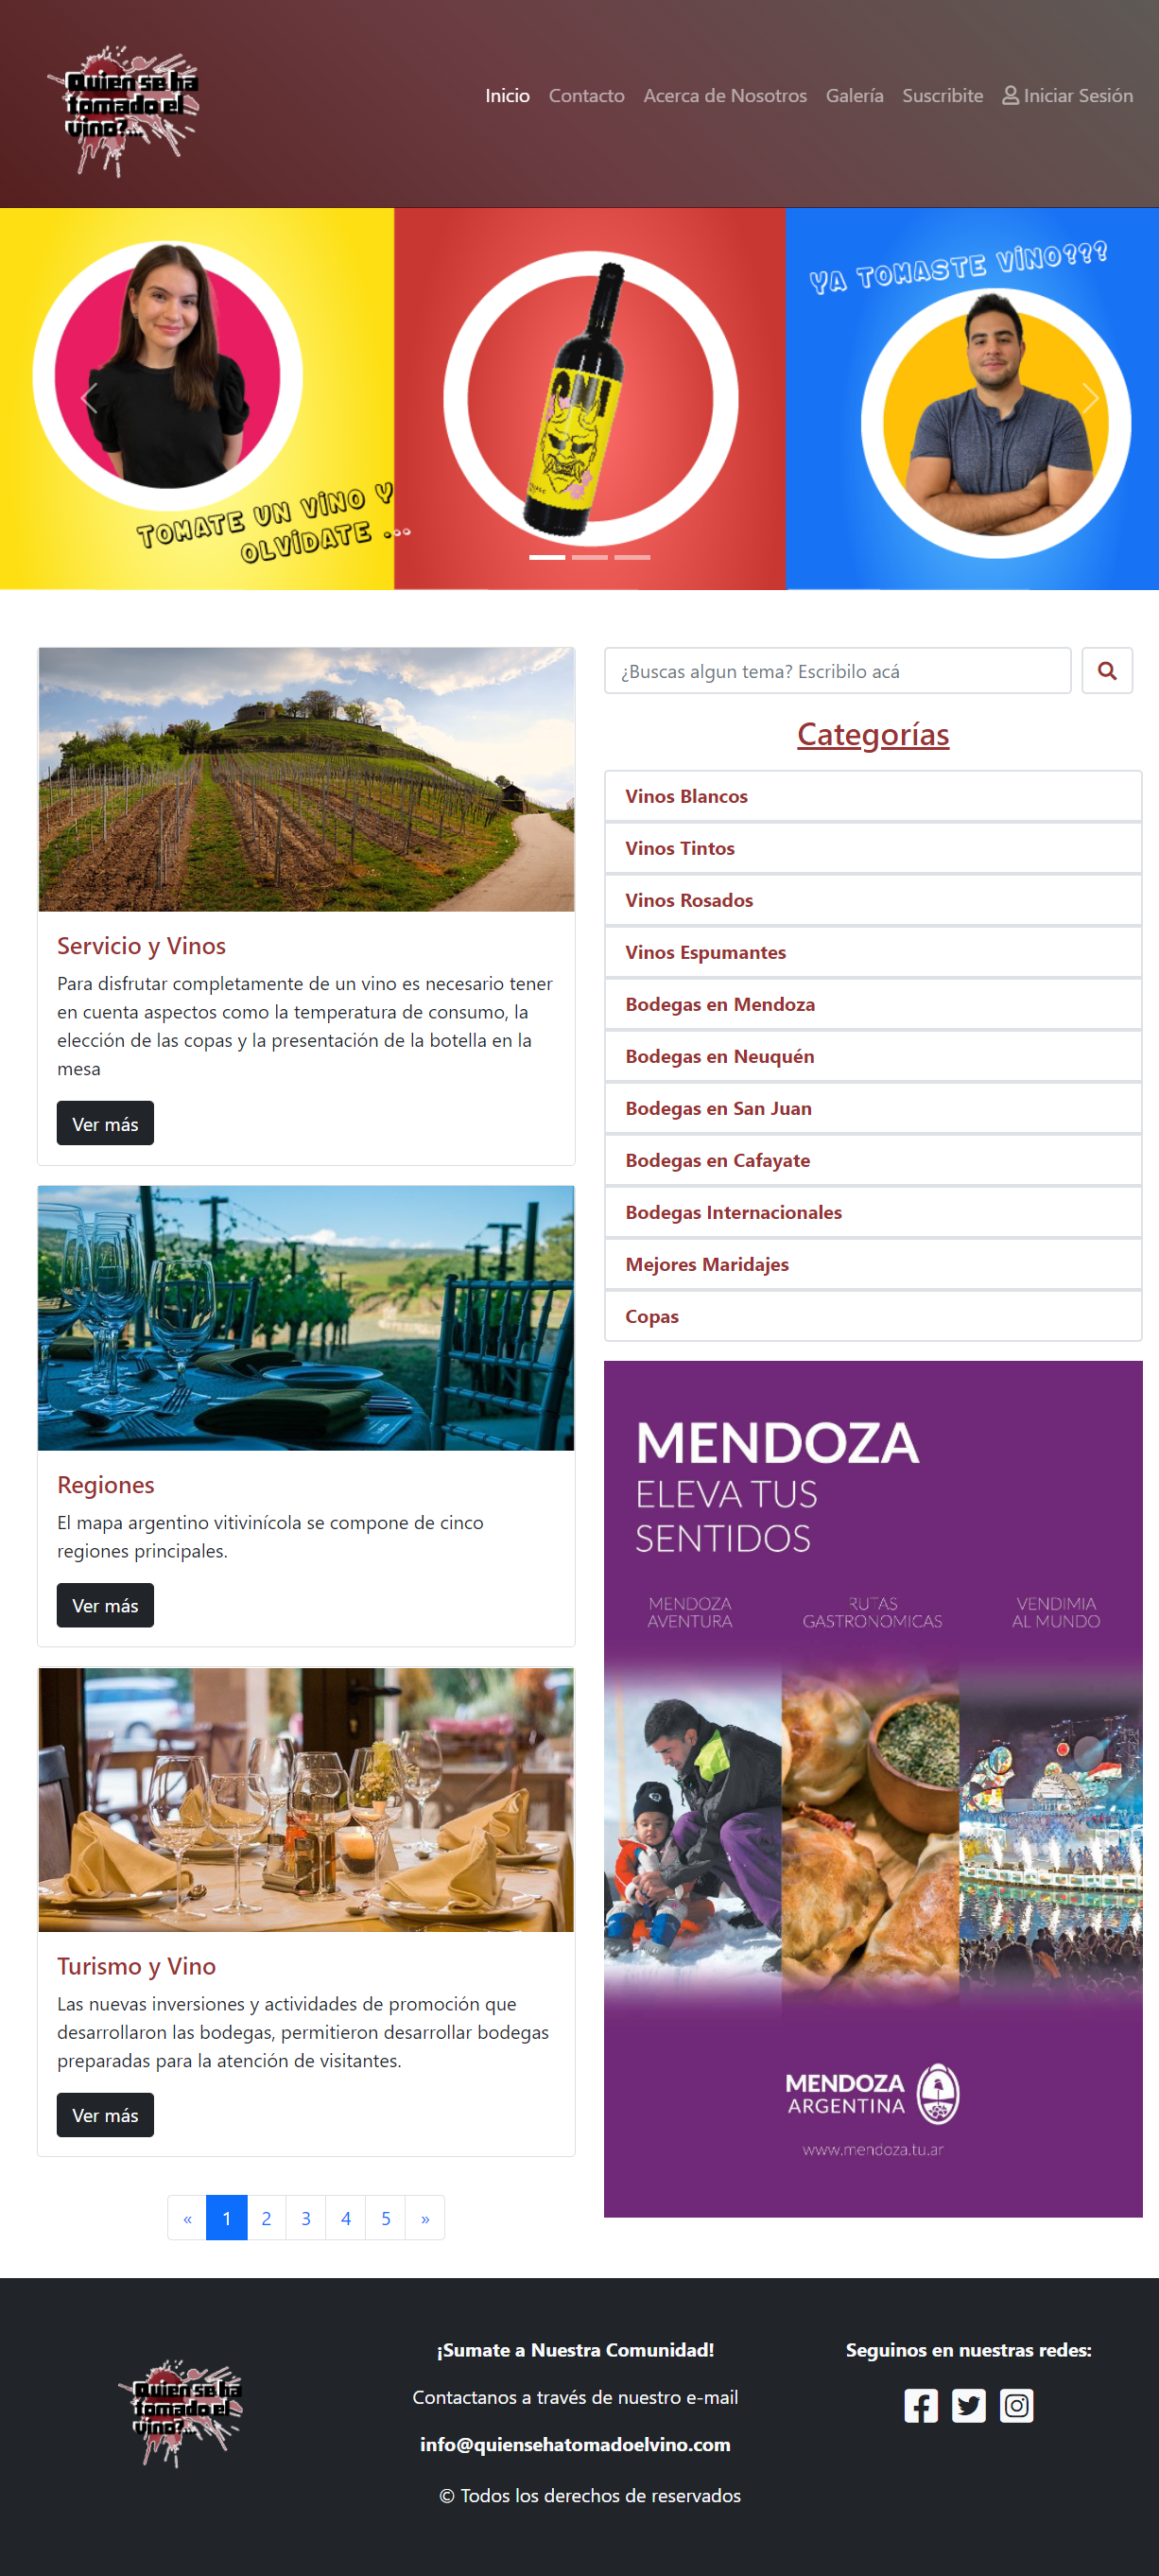 Quien se ha
tomado el
vino?...
Inicio
Contacto
Acerca de Nosotros
Galería
Suscribite
Iniciar Sesión
TOMATE UN VINO Y
OLVIDATE ...
YA TOMASTE VINO???
Servicio y Vinos
Para disfrutar completamente de un vino es necesario tener
en cuenta aspectos como la temperatura de consumo, la
elección de las copas y la presentación de la botella en la
mesa
Ver más
Regiones
El mapa argentino vitivinícola se compone de cinco
regiones principales.
Ver más
Turismo y Vino
Las nuevas inversiones y actividades de promoción que
desarrollaron las bodegas, permitieron desarrollar bodegas
preparadas para la atención de visitantes.
Ver más
« 1 2 3 4 5 »
¿Buscas algun tema? Escribilo acá
Categorías
Vinos Blancos
Vinos Tintos
Vinos Rosados
Vinos Espumantes
Bodegas en Mendoza
Bodegas en Neuquén
Bodegas en San Juan
Bodegas en Cafayate
Bodegas Internacionales
Mejores Maridajes
Copas
MENDOZA
ELEVA TUS
SENTIDOS
MENDOZA
AVENTURA
RUTAS
GASTRONOMICAS
VENDIMIA
AL MUNDO
MENDOZA
ARGENTINA
www.mendoza.tu.ar
Quien se ha
tomado el
vino?...
¡Sumate a Nuestra Comunidad!
Contactanos a través de nuestro e-mail
info@quiensehatomadoelvino.com
© Todos los derechos de reservados
Seguinos en nuestras redes: